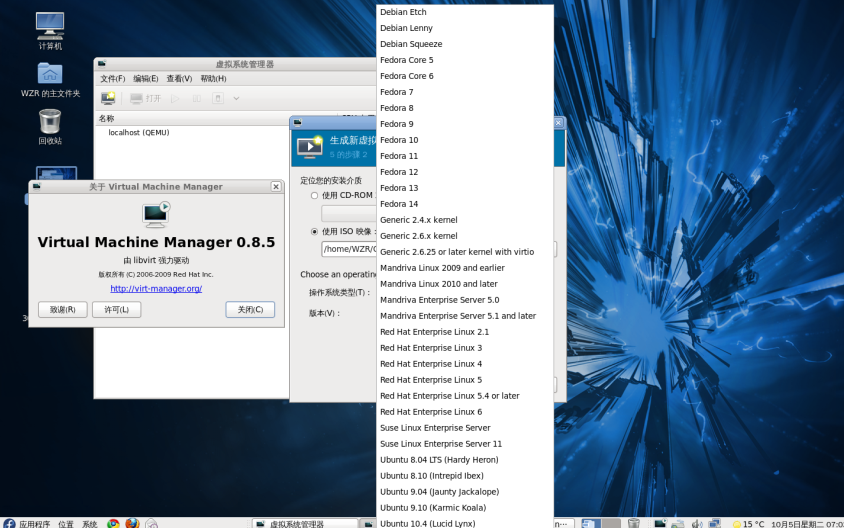 计算机
WZR 的主文件夹
回收站
虚拟系统管理器
文件(F) 编辑(E) 查看(V) 帮助(H)
打开
名称
localhost (QEMU)
关于 Virtual Machine Manager
Virtual Machine Manager 0.8.5
由 libvirt 强力驱动
版权所有 (C) 2006-2009 Red Hat Inc.
http://virt-manager.org/
致谢(R) 许可(L) 关闭(C)
生成新虚拟
5 的步骤 2
定位您的安装介质
使用 CD-ROM
使用 ISO 映像：
/home/WZR/
Choose an operatin
操作系统类型(T)：
版本(V)：
Debian Etch
Debian Lenny
Debian Squeeze
Fedora Core 5
Fedora Core 6
Fedora 7
Fedora 8
Fedora 9
Fedora 10
Fedora 11
Fedora 12
Fedora 13
Fedora 14
Generic 2.4.x kernel
Generic 2.6.x kernel
Generic 2.6.25 or later kernel with virtio
Mandriva Linux 2009 and earlier
Mandriva Linux 2010 and later
Mandriva Enterprise Server 5.0
Mandriva Enterprise Server 5.1 and later
Red Hat Enterprise Linux 2.1
Red Hat Enterprise Linux 3
Red Hat Enterprise Linux 4
Red Hat Enterprise Linux 5
Red Hat Enterprise Linux 5.4 or later
Red Hat Enterprise Linux 6
Suse Linux Enterprise Server
Suse Linux Enterprise Server 11
Ubuntu 8.04 LTS (Hardy Heron)
Ubuntu 8.10 (Intrepid Ibex)
Ubuntu 9.04 (Jaunty Jackalope)
Ubuntu 9.10 (Karmic Koala)
Ubuntu 10.4 (Lucid Lynx)
应用程序 位置 系统 虚拟系统管理器 n⋯ 15 °C 10月5日星期二 07:0